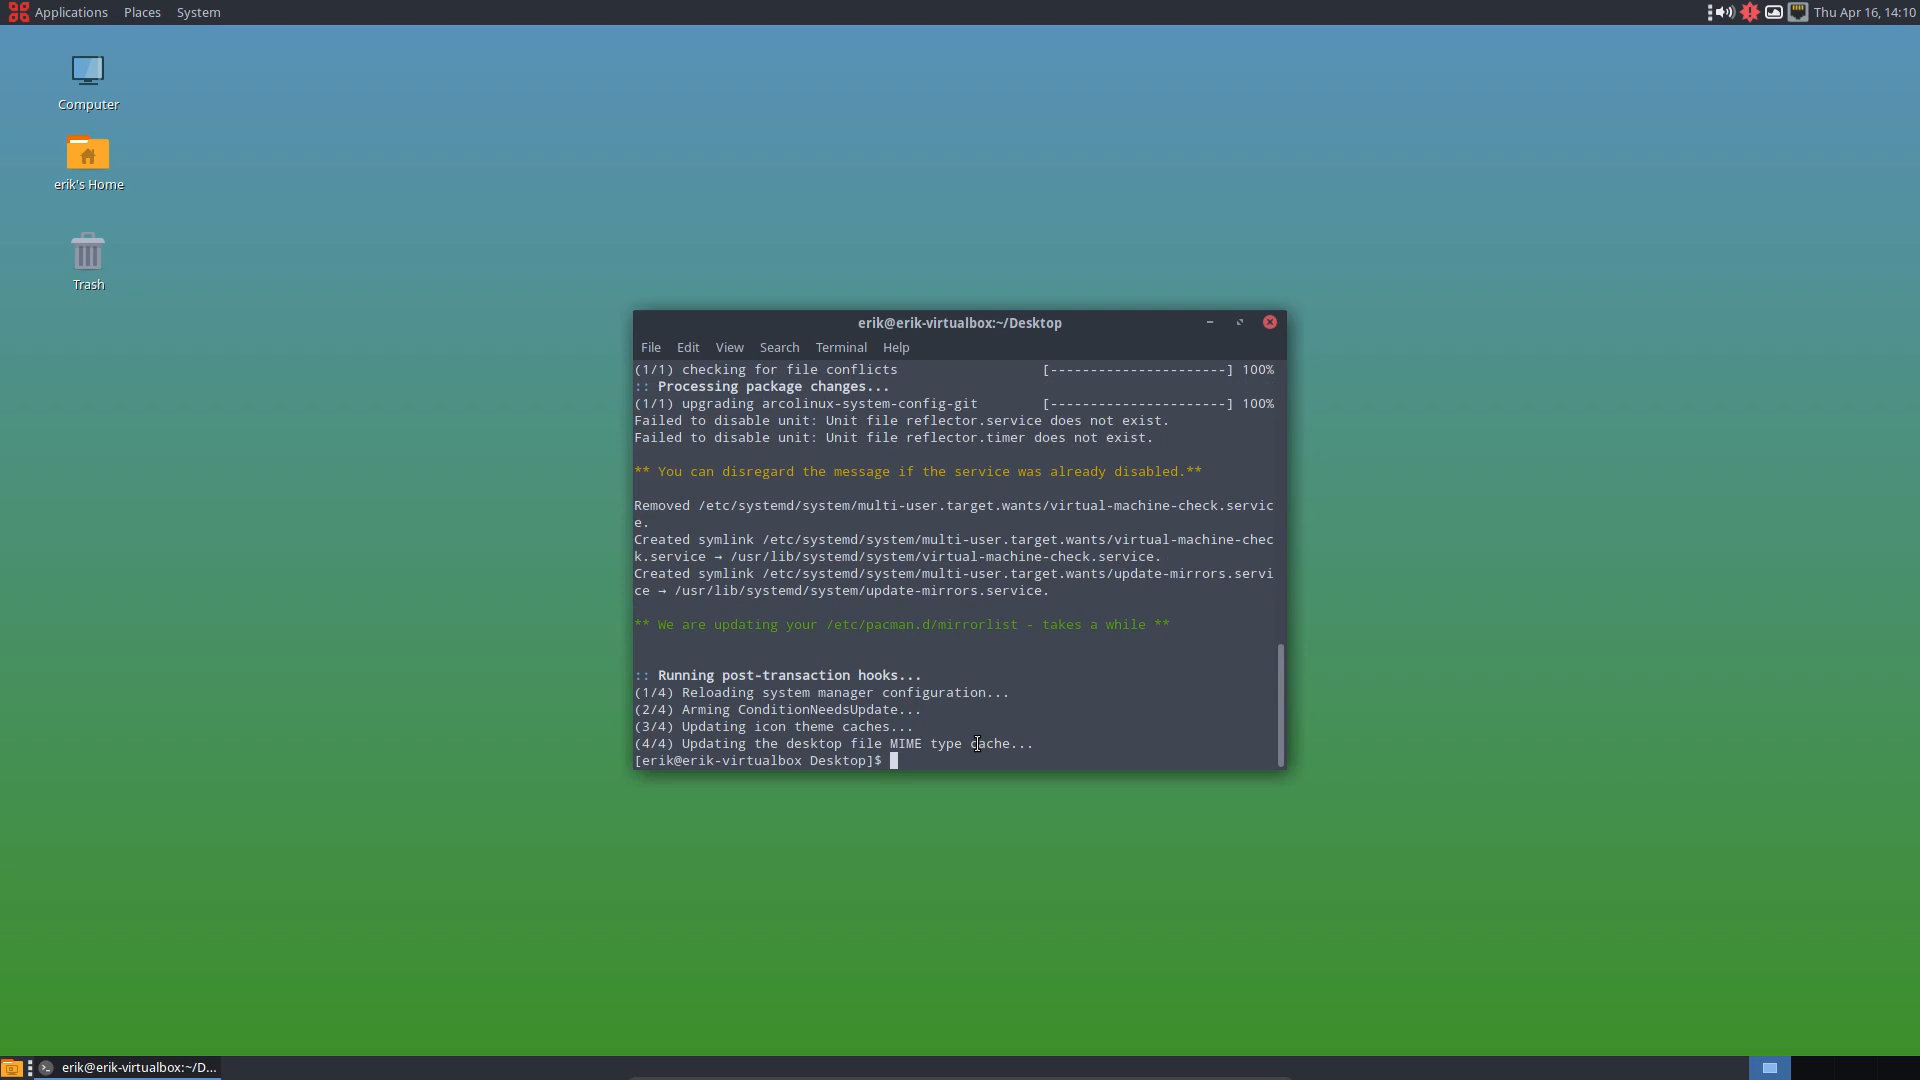 Applications Places System
Thu Apr 16, 14:10
Computer
erik's Home
Trash
erik@erik-virtualbox:~/Desktop
File Edit View Search Terminal Help
(1/1) checking for file conflicts [----------------------] 100%
:: Processing package changes...
(1/1) upgrading arcolinux-system-config-git [----------------------] 100%
Failed to disable unit: Unit file reflector.service does not exist.
Failed to disable unit: Unit file reflector.timer does not exist.
** You can disregard the message if the service was already disabled.**
Removed /etc/systemd/system/multi-user.target.wants/virtual-machine-check.servic
e.
Created symlink /etc/systemd/system/multi-user.target.wants/virtual-machine-chec
k.service → /usr/lib/systemd/system/virtual-machine-check.service.
Created symlink /etc/systemd/system/multi-user.target.wants/update-mirrors.servi
ce → /usr/lib/systemd/system/update-mirrors.service.
** We are updating your /etc/pacman.d/mirrorlist - takes a while **
:: Running post-transaction hooks...
(1/4) Reloading system manager configuration...
(2/4) Arming ConditionNeedsUpdate...
(3/4) Updating icon theme caches...
(4/4) Updating the desktop file MIME type cache...
[erik@erik-virtualbox Desktop]$
erik@erik-virtualbox:~/D...